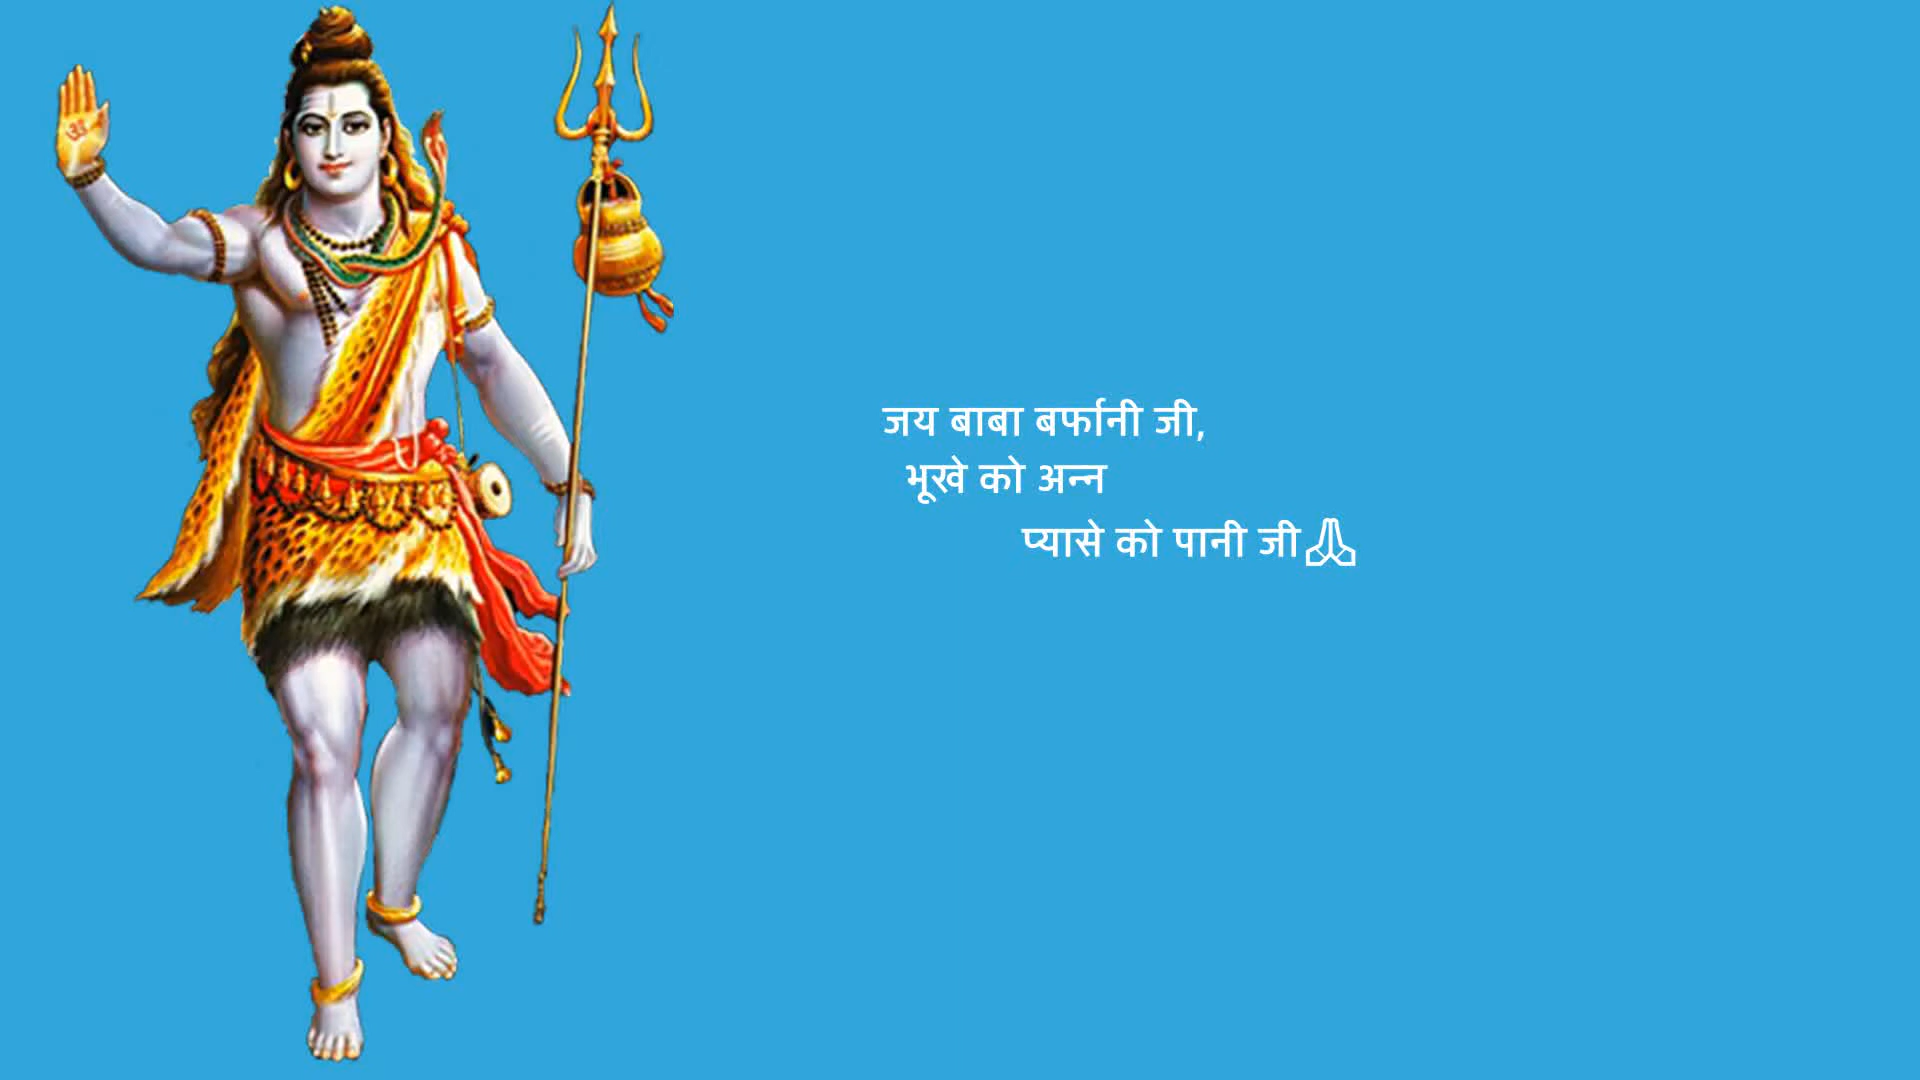 ॐ
जय बाबा बर्फानी जी,
भूखे को अन्न
प्यासे को पानी जी🙏